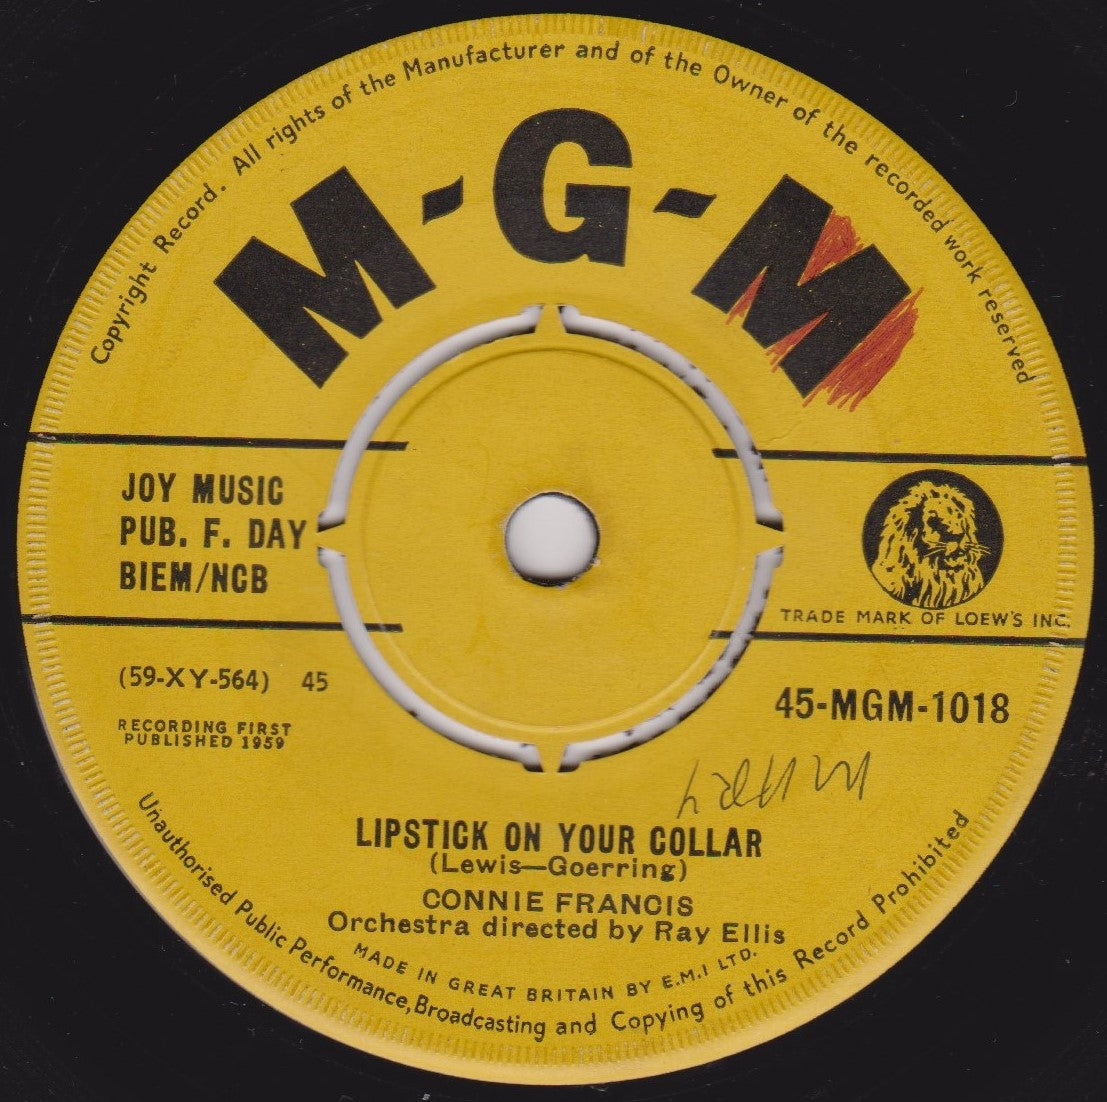 Copyright Record. All rights of the Manufacturer and of the Owner of the recorded work reserved
M-G-M
JOY MUSIC
PUB. F. DAY
BIEM/NCB
TRADE MARK OF LOEW'S INC.
(59-XY-564) 45
45-MGM-1018
RECORDING FIRST
PUBLISHED 1959
LIPSTICK ON YOUR COLLAR
(Lewis—Goerring)
CONNIE FRANCIS
Orchestra directed by Ray Ellis
MADE IN GREAT BRITAIN BY E.M.I LTD.
Unauthorised Public Performance, Broadcasting and Copying of this Record Prohibited